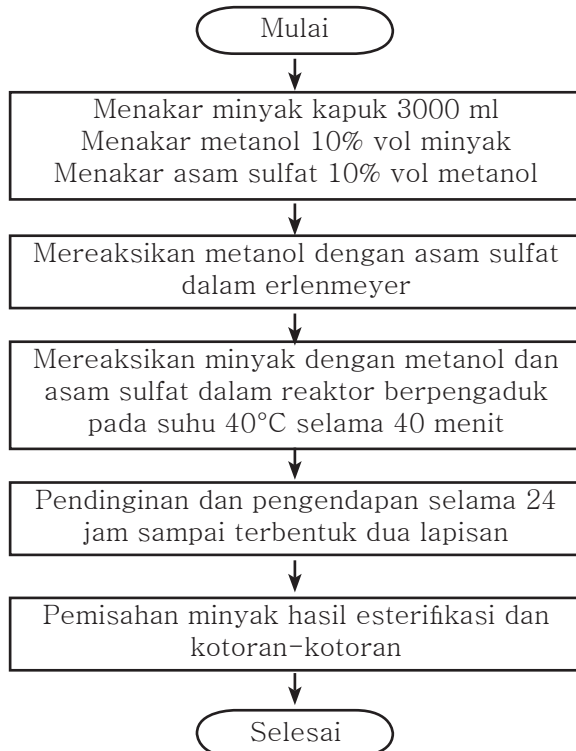 Mulai
Menakar minyak kapuk 3000 ml
Menakar metanol 10% vol minyak
Menakar asam sulfat 10% vol metanol
Mereaksikan metanol dengan asam sulfat
dalam erlenmeyer
Mereaksikan minyak dengan metanol dan
asam sulfat dalam reaktor berpengaduk
pada suhu 40°C selama 40 menit
Pendinginan dan pengendapan selama 24
jam sampai terbentuk dua lapisan
Pemisahan minyak hasil esterifikasi dan
kotoran-kotoran
Selesai